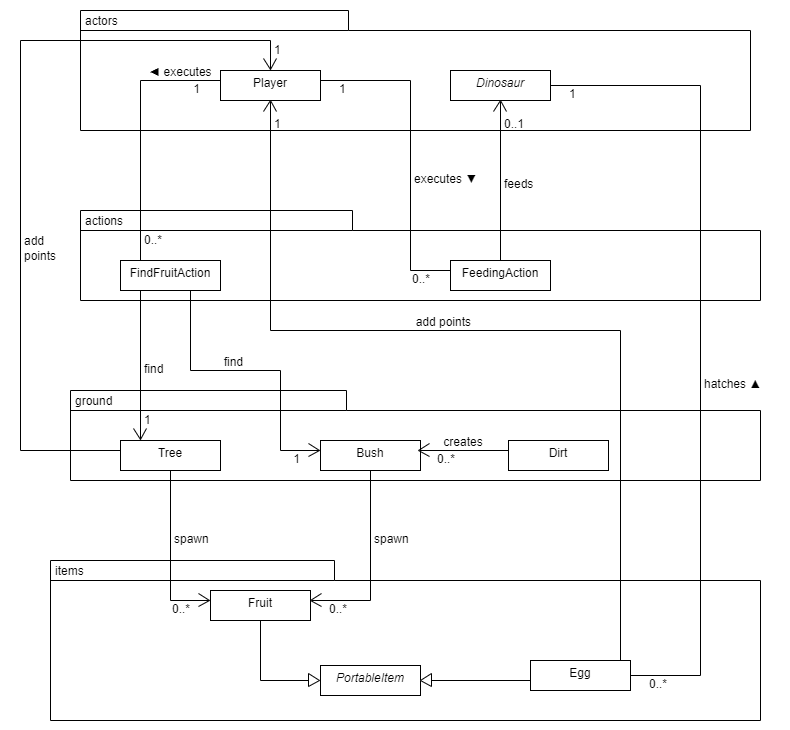 actors
1
◄ executes
Player
Dinosaur
1
1
1
1
0..1
executes ▼
feeds
actions
add
points
0..*
FindFruitAction
FeedingAction
0..*
add points
find
find
hatches ▲
ground
1
creates
Tree
Bush
Dirt
1
0..*
spawn
spawn
items
Fruit
0..*
0..*
PortableItem
Egg
0..*